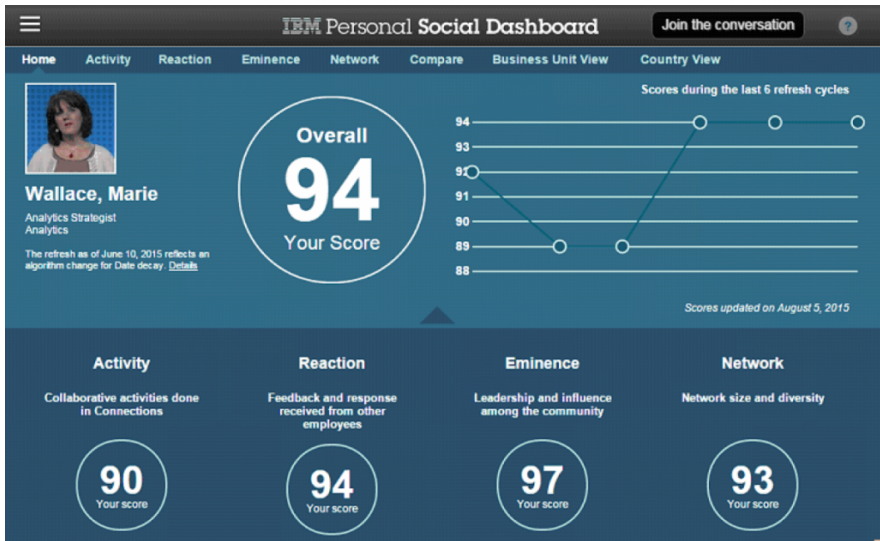 IBM Personal Social Dashboard
Join the conversation
?
Home Activity Reaction Eminence Network Compare Business Unit View Country View
Wallace, Marie
Analytics Strategist
Analytics
The refresh as of June 10, 2015 reflects an
algorithm change for Date decay. Details
Overall
94
Your Score
Scores during the last 6 refresh cycles
94
93
92
91
90
89
88
Scores updated on August 5, 2015
Activity
Collaborative activities done
in Connections
90
Your score
Reaction
Feedback and response
received from other
employees
94
Your score
Eminence
Leadership and influence
among the community
97
Your score
Network
Network size and diversity
93
Your score